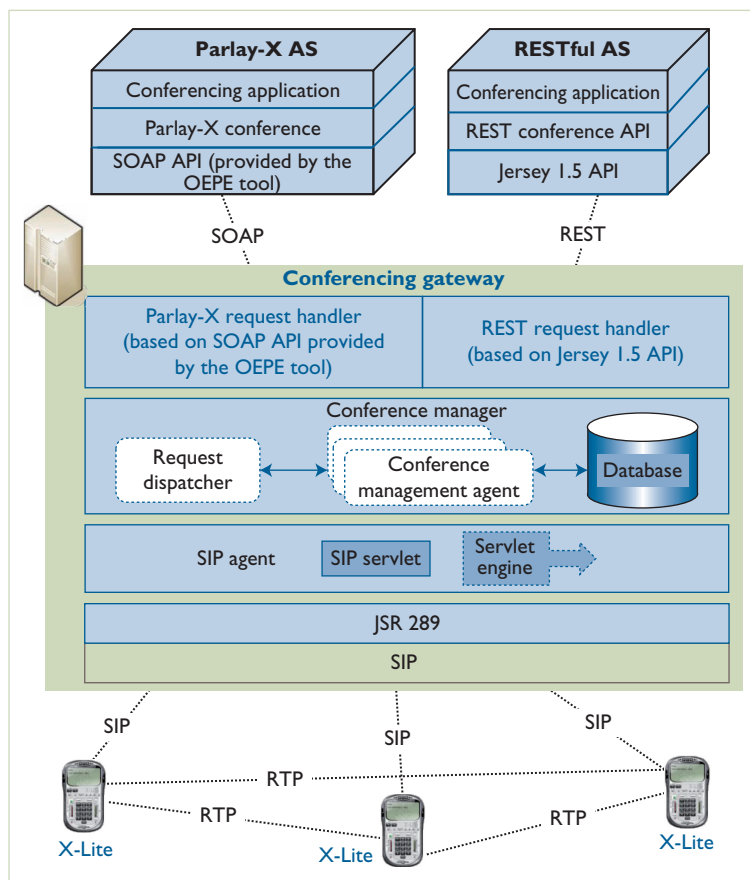 Parlay-X AS
Conferencing application
Parlay-X conference
SOAP API (provided by the
OEPE tool)
RESTful AS
Conferencing application
REST conference API
Jersey 1.5 API
SOAP
REST
Conferencing gateway
Parlay-X request handler
(based on SOAP API provided
by the OEPE tool)
REST request handler
(based on Jersey 1.5 API)
Conference manager
Request
dispatcher
Conference
management agent
Database
SIP agent
SIP servlet
Servlet
engine
JSR 289
SIP
SIP
SIP
SIP
RTP
RTP
RTP
X-Lite
X-Lite
X-Lite